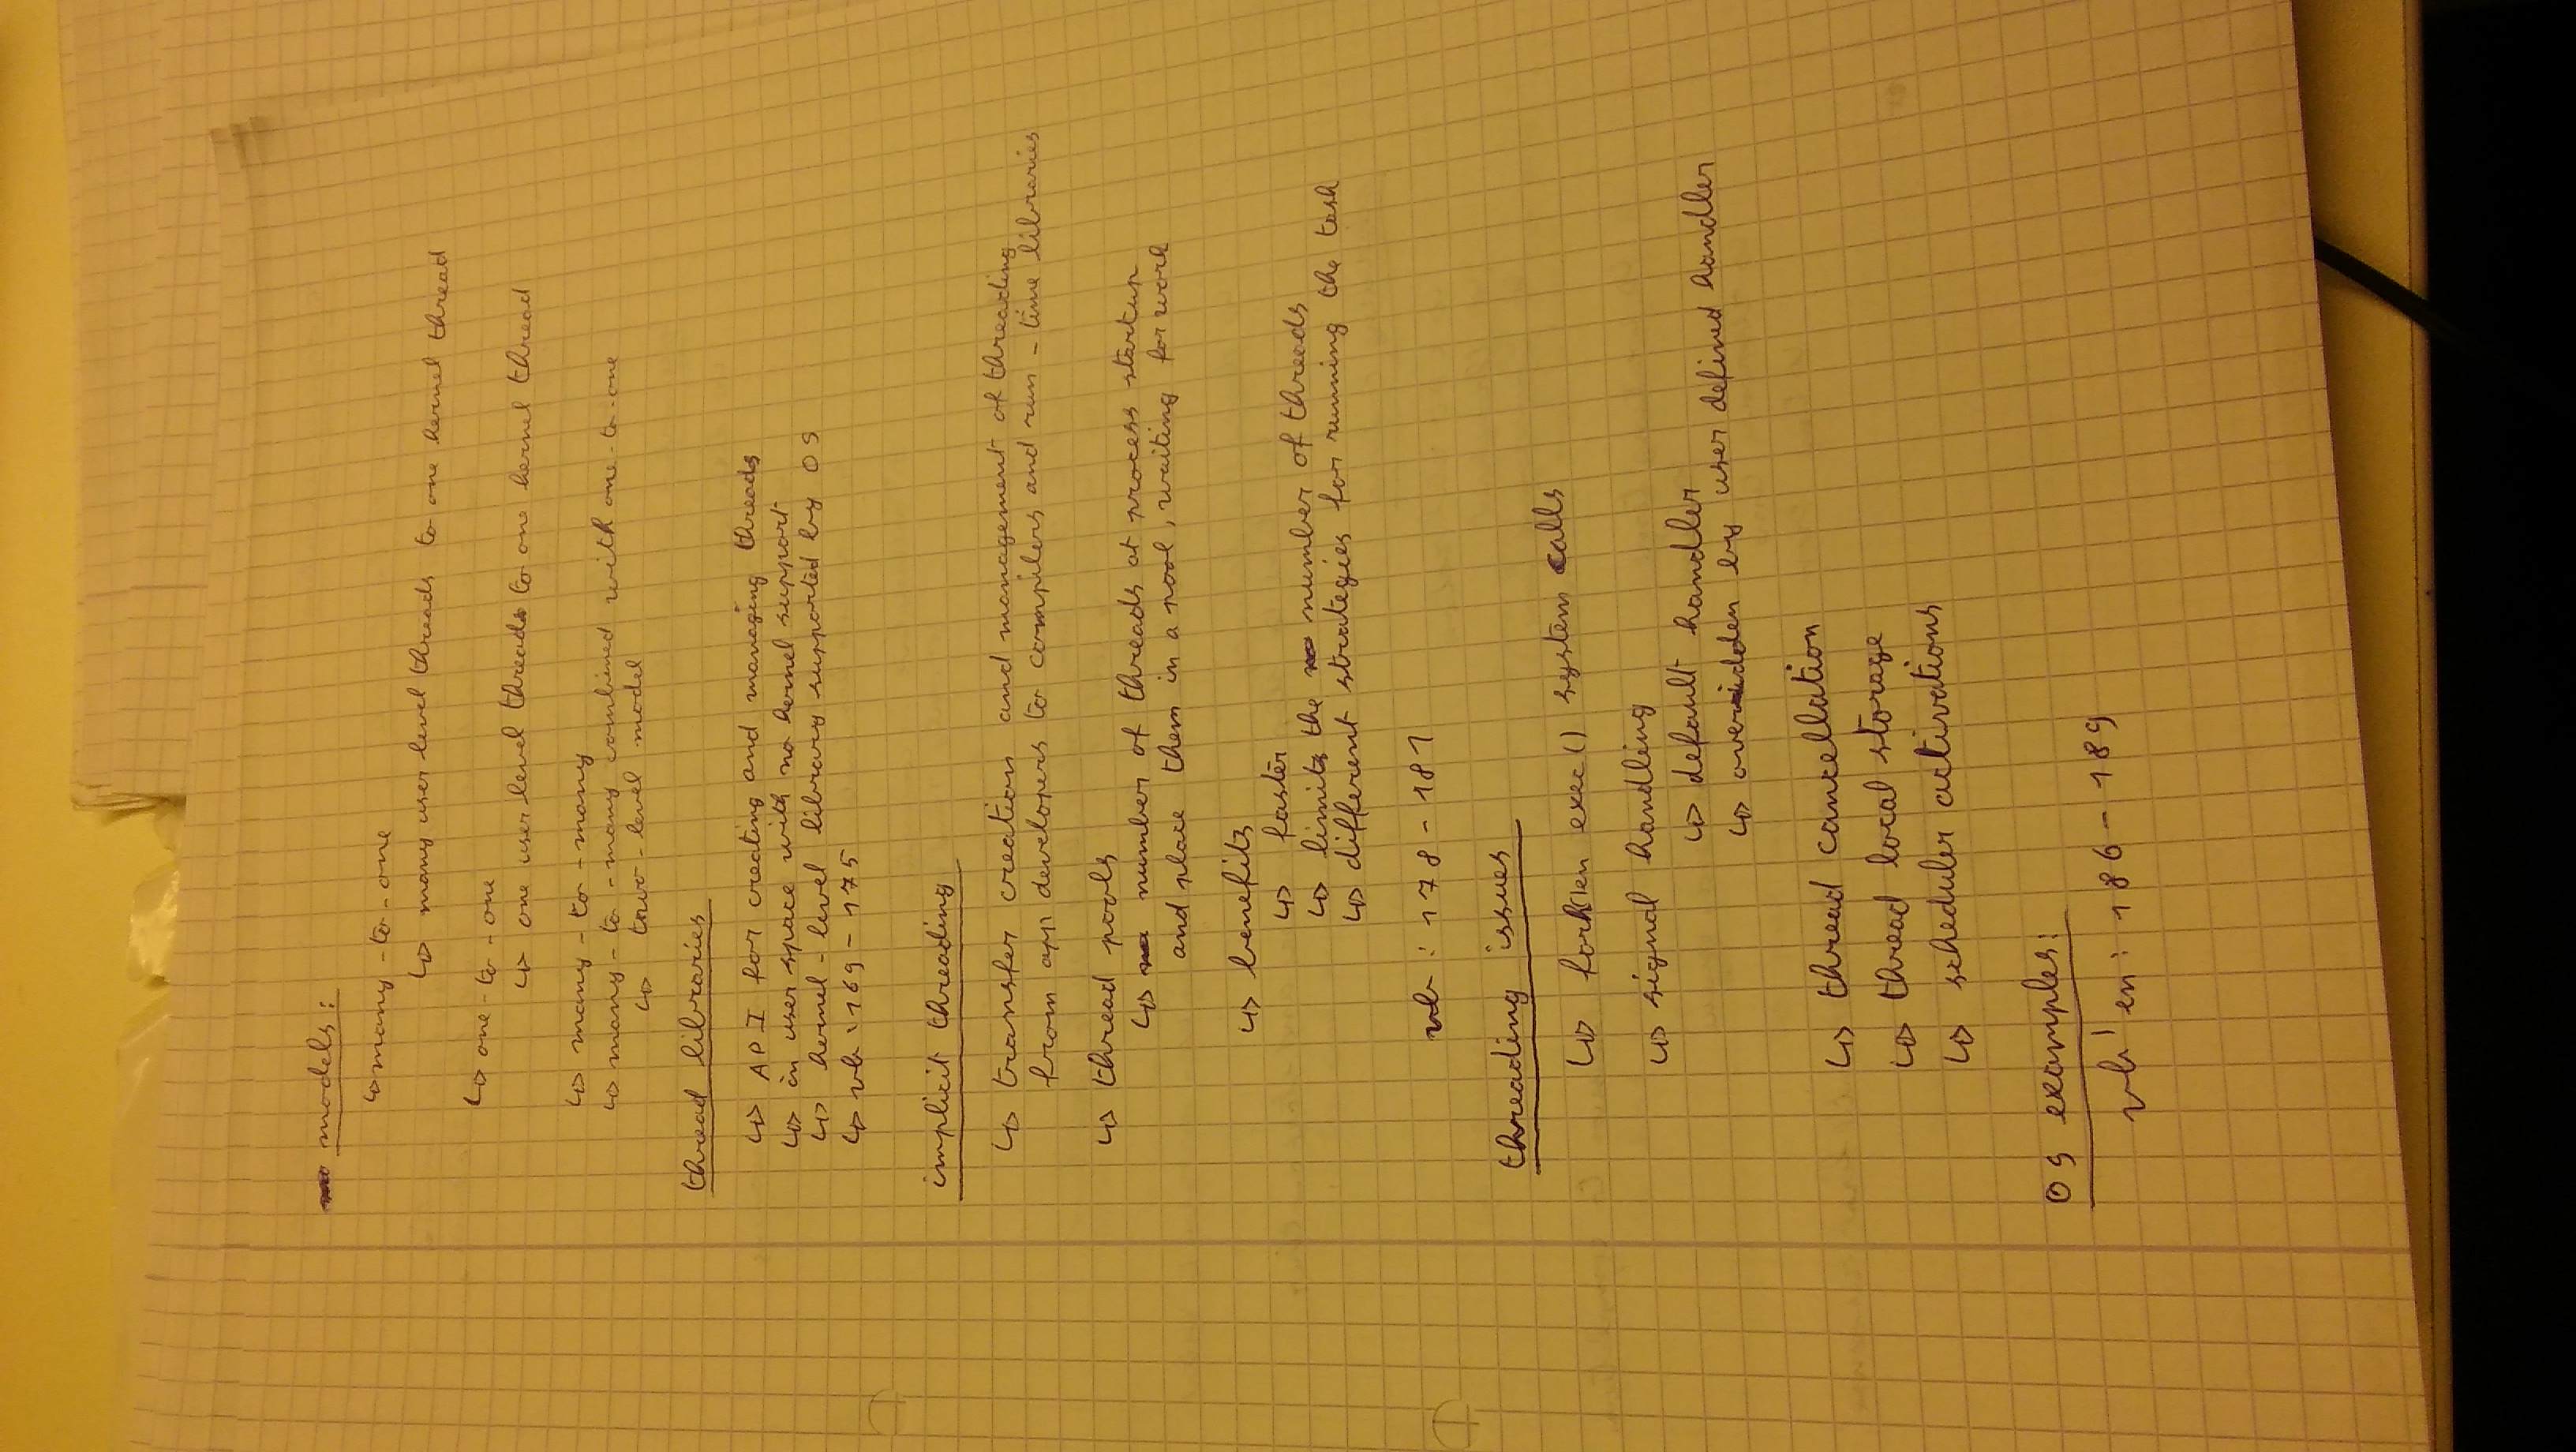 models:
↳ many-to-one
↳ many user level threads to one kernel thread
↳ one-to-one
↳ one user level threads to one kernel thread
↳ many-to-many
↳ many-to-many combined with one-to-one
↳ two-level model
thread libraries
↳ API for creating and managing threads
↳ in user space with no kernel support
↳ kernel-level library supported by OS
↳ vb: 169-175
implicit threading
↳ transfer creation and management of threading
from app developers to compilers and run-time libraries
↳ thread pools
↳ number of threads at process startup
and place them in a pool, waiting for work
↳ benefits
↳ faster
↳ limits the number of threads
↳ different strategies for running the task
vb: 178-181
threading issues
↳ fork() en exec() system calls
↳ signal handling
↳ default handler
↳ overridden by user defined handler
↳ thread cancellation
↳ thread local storage
↳ scheduler activations
OS examples:
vb'en: 186-189